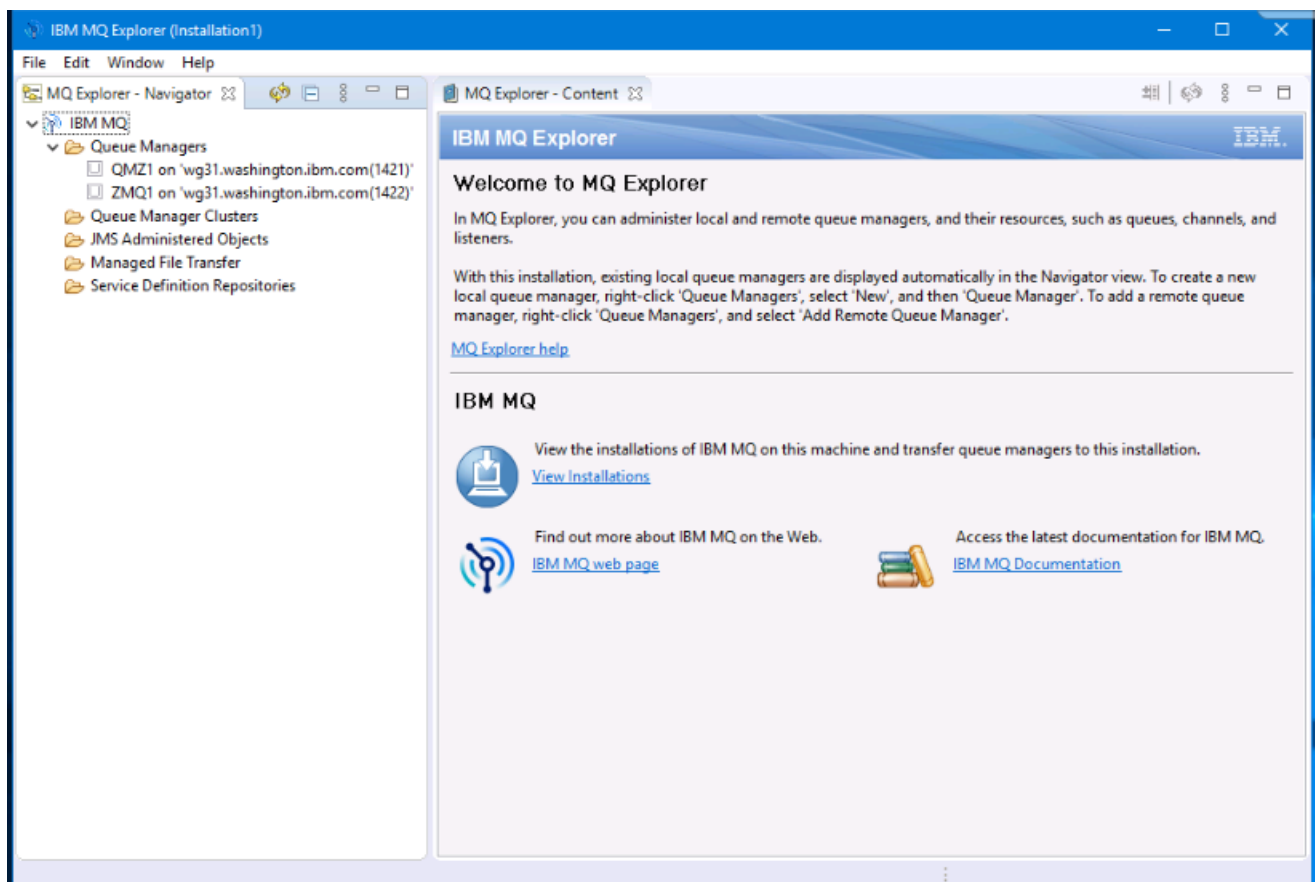 IBM MQ Explorer (Installation1)
File Edit Window Help
MQ Explorer - Navigator
MQ Explorer - Content
IBM MQ
Queue Managers
QMZ1 on 'wg31.washington.ibm.com(1421)'
ZMQ1 on 'wg31.washington.ibm.com(1422)'
Queue Manager Clusters
JMS Administered Objects
Managed File Transfer
Service Definition Repositories
IBM MQ Explorer
IBM.
Welcome to MQ Explorer
In MQ Explorer, you can administer local and remote queue managers, and their resources, such as queues, channels, and
listeners.
With this installation, existing local queue managers are displayed automatically in the Navigator view. To create a new
local queue manager, right-click 'Queue Managers', select 'New', and then 'Queue Manager'. To add a remote queue
manager, right-click 'Queue Managers', and select 'Add Remote Queue Manager'.
MQ Explorer help
IBM MQ
View the installations of IBM MQ on this machine and transfer queue managers to this installation.
View Installations
Find out more about IBM MQ on the Web.
IBM MQ web page
Access the latest documentation for IBM MQ.
IBM MQ Documentation